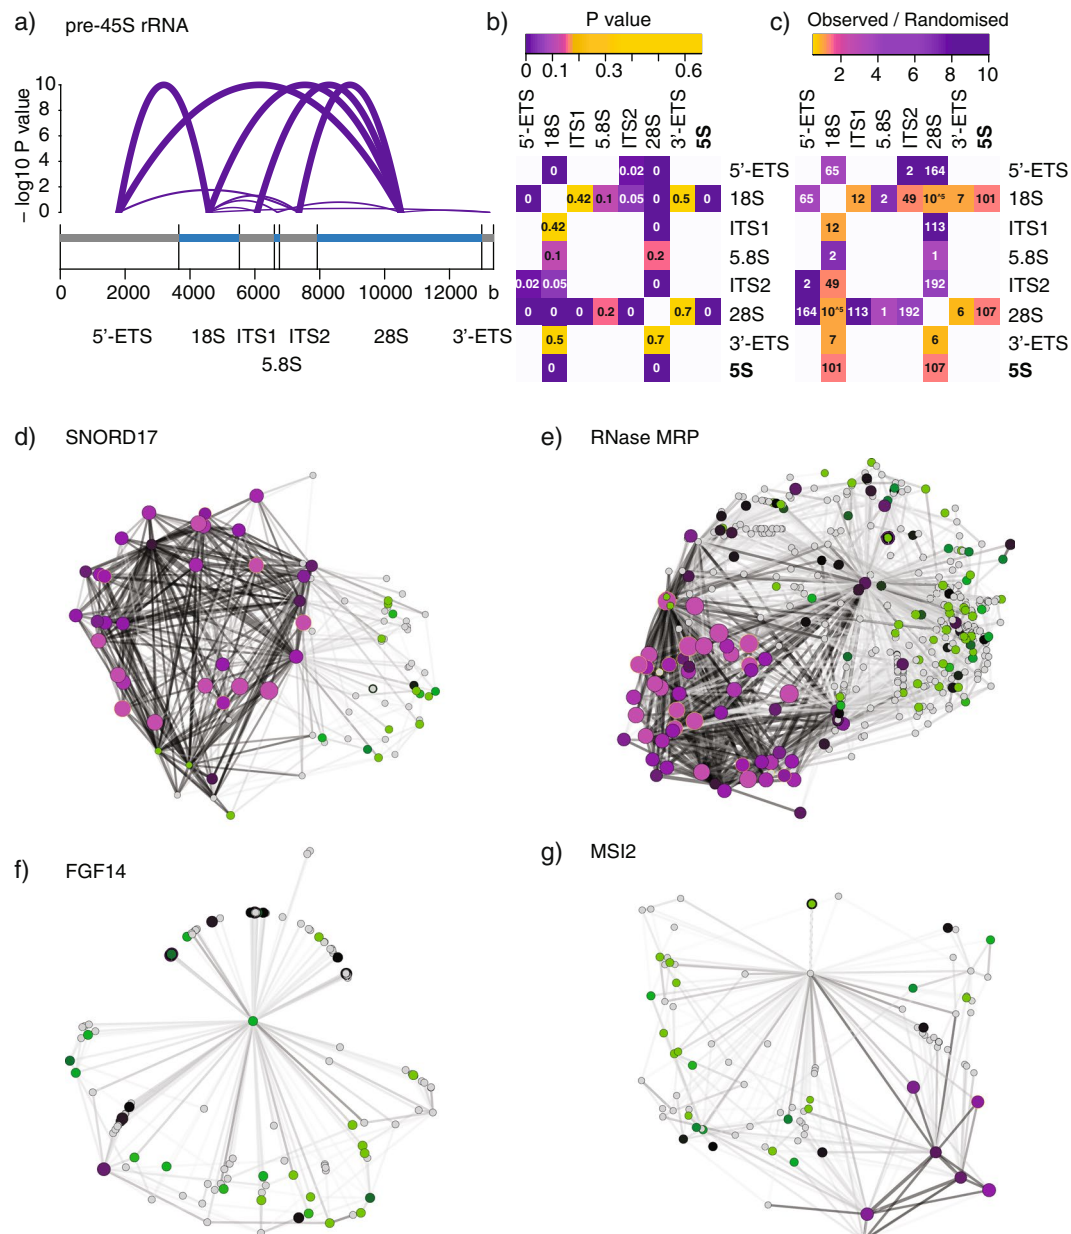 a) pre-45S rRNA
10
8
6
4
2
0
– log10 P value
0 2000 4000 6000 8000 10000 12000 b
5’-ETS 18S ITS1 ITS2 28S 3’-ETS
5.8S
b) P value
0 0.1 0.3 0.6
5’-ETS 18S ITS1 5.8S ITS2 28S 3’-ETS 5S
0 0.02 0 5’-ETS
0 0.42 0.1 0.05 0 0.5 0 18S
0.42 0 ITS1
0.1 0.2 5.8S
0.02 0.05 0 ITS2
0 0 0 0.2 0 0.7 0 28S
0.5 0.7 3’-ETS
0 0 5S
c) Observed / Randomised
2 4 6 8 10
5’-ETS 18S ITS1 5.8S ITS2 28S 3’-ETS 5S
65 2 164 5’-ETS
65 12 2 49 10^5 7 101 18S
12 113 ITS1
2 1 5.8S
2 49 192 ITS2
164 10^5 113 1 192 6 107 28S
7 6 3’-ETS
101 107 5S
d) SNORD17
e) RNase MRP
f) FGF14
g) MSI2